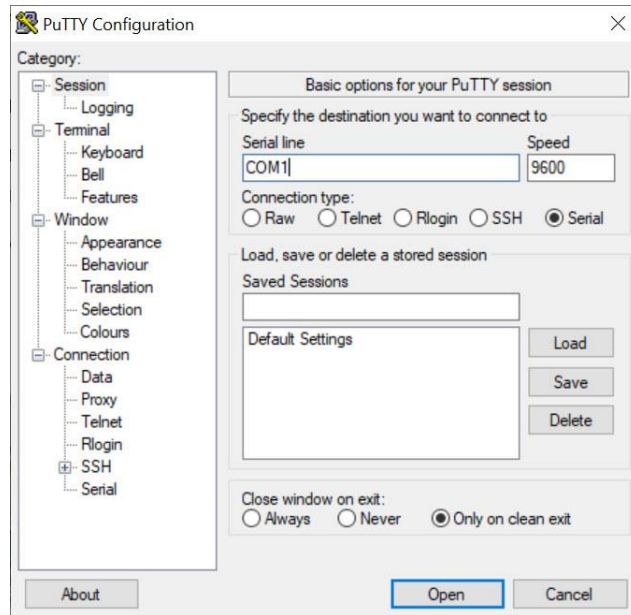 PuTTY Configuration
Category:
Session
Logging
Terminal
Keyboard
Bell
Features
Window
Appearance
Behaviour
Translation
Selection
Colours
Connection
Data
Proxy
Telnet
Rlogin
SSH
Serial
Basic options for your PuTTY session
Specify the destination you want to connect to
Serial line Speed
COM1 9600
Connection type:
Raw Telnet Rlogin SSH Serial
Load, save or delete a stored session
Saved Sessions
Default Settings
Load
Save
Delete
Close window on exit:
Always Never Only on clean exit
About Open Cancel